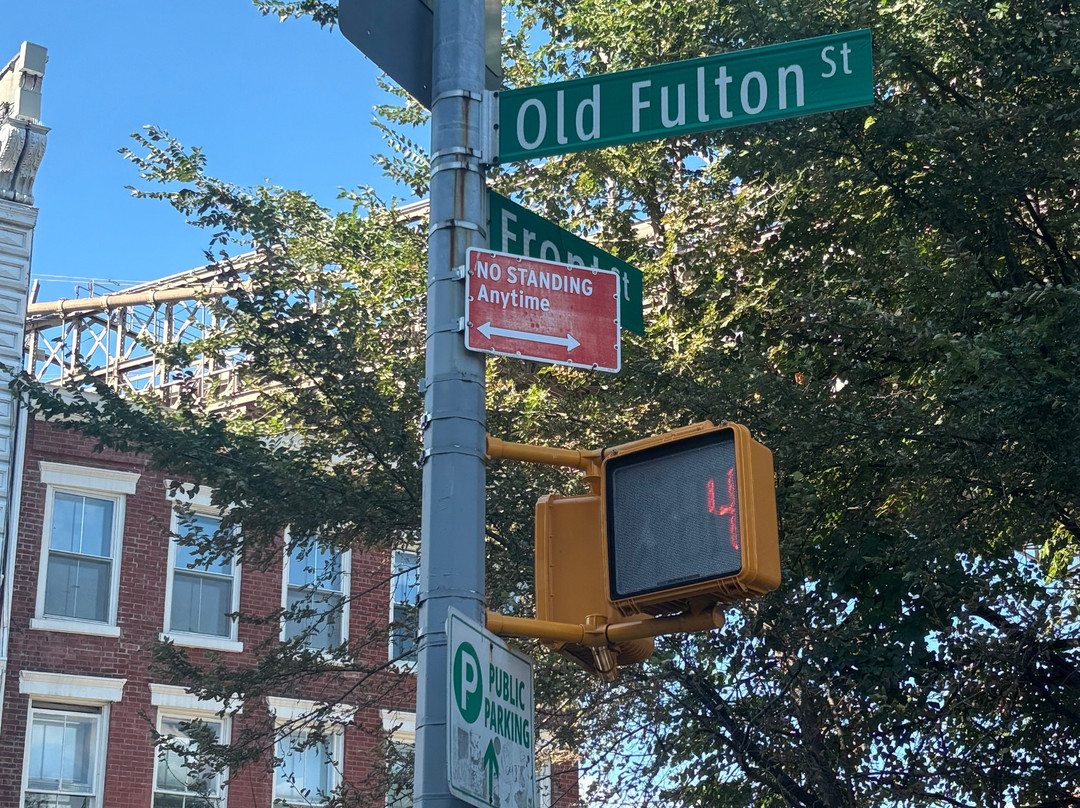 Old Fulton St
Front St
NO STANDING
Anytime
4
P PUBLIC
PARKING